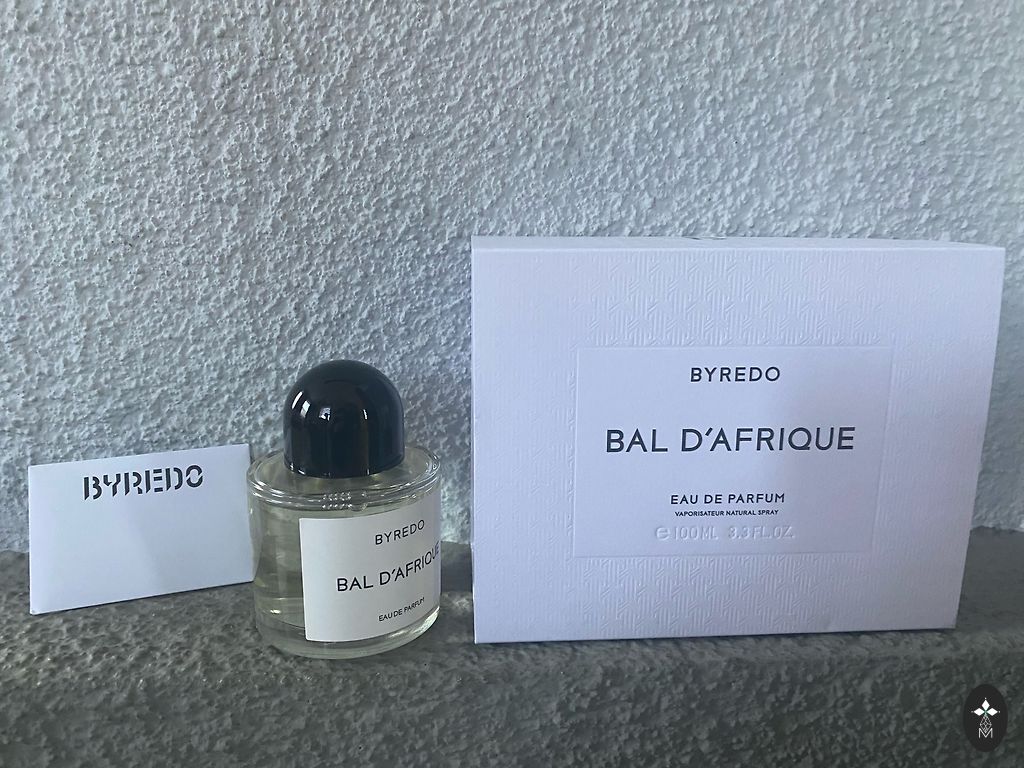 BYREDO
BYREDO
BAL D'AFRIQUE
EAU DE PARFUM
BYREDO
BAL D'AFRIQUE
EAU DE PARFUM
VAPORISATEUR NATURAL SPRAY
e 100ML 3.3 FL.OZ.
M